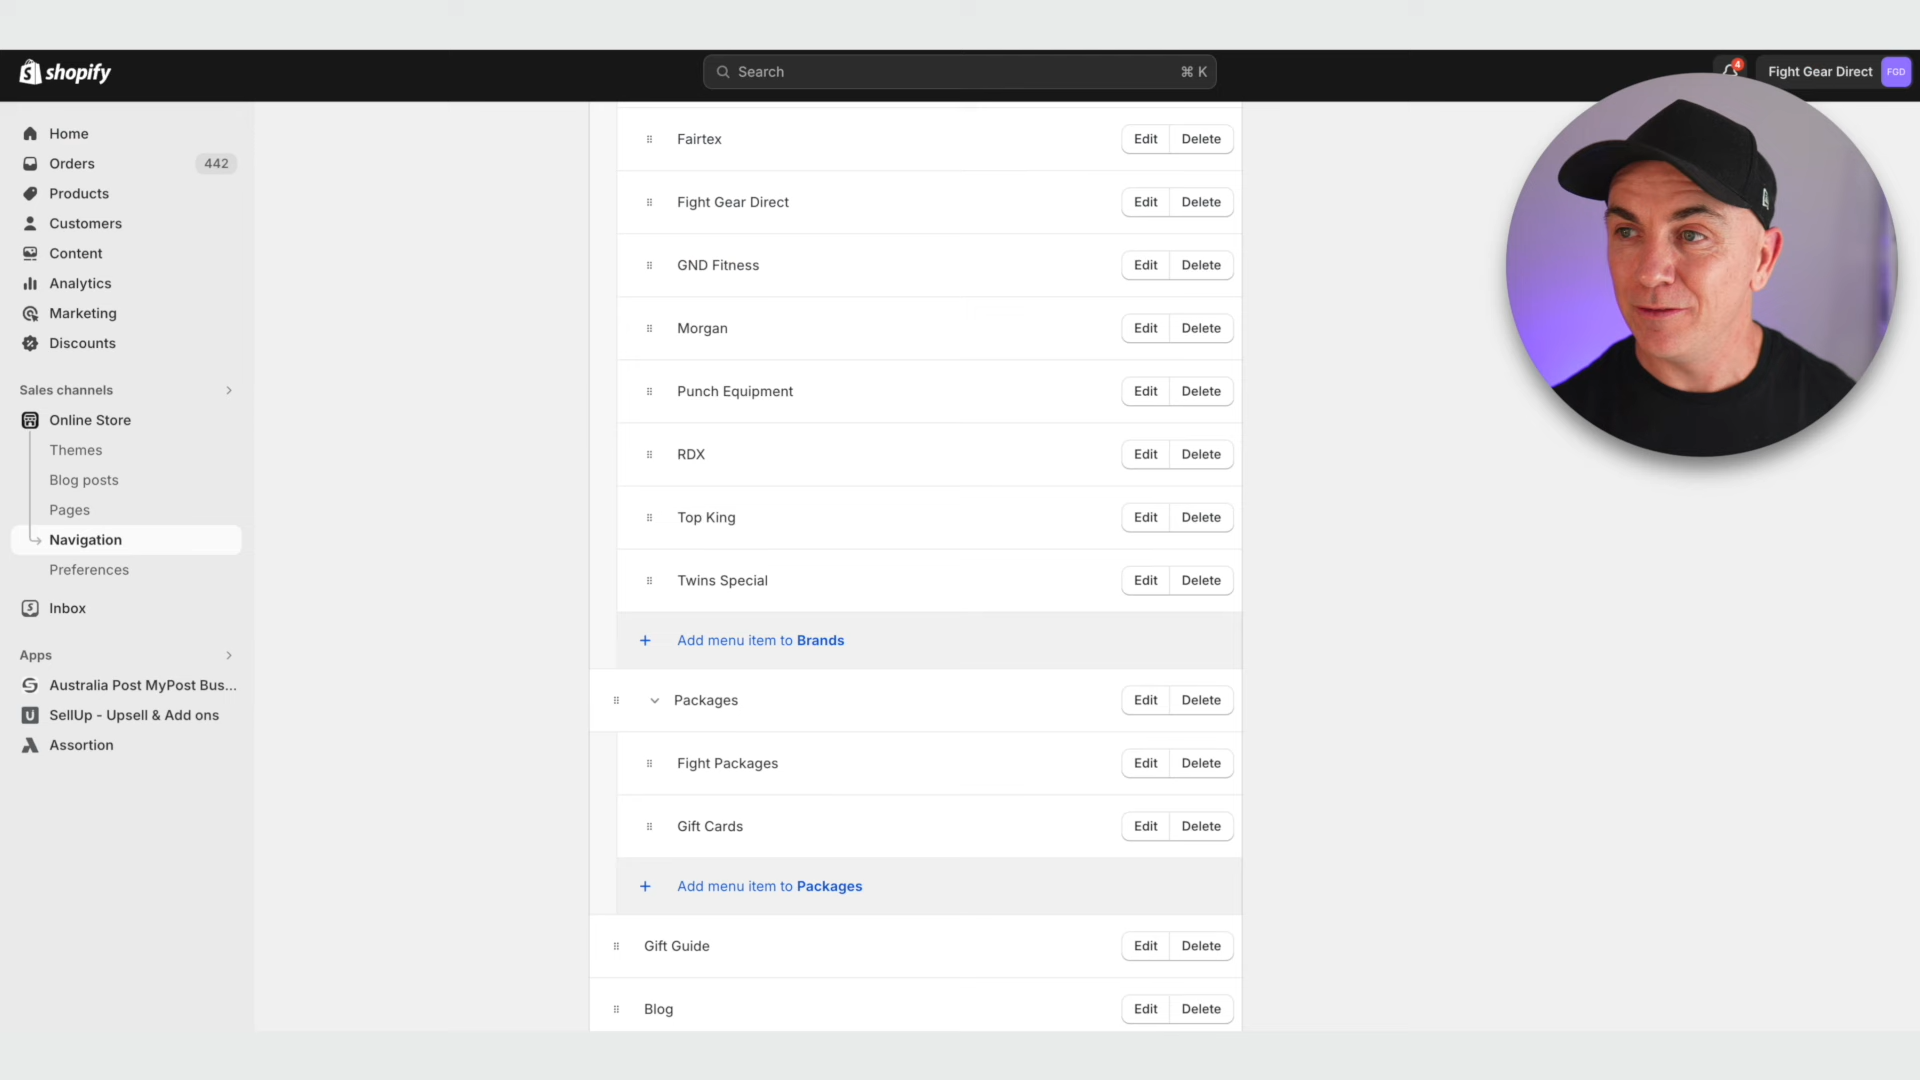 shopify
Search
⌘ K
4
Fight Gear Direct
FGD
Home
Orders
442
Products
Customers
Content
Analytics
Marketing
Discounts
Sales channels
Online Store
Themes
Blog posts
Pages
Navigation
Preferences
Inbox
Apps
Australia Post MyPost Bus...
SellUp - Upsell & Add ons
Assortion
Fairtex Edit Delete
Fight Gear Direct Edit Delete
GND Fitness Edit Delete
Morgan Edit Delete
Punch Equipment Edit Delete
RDX Edit Delete
Top King Edit Delete
Twins Special Edit Delete
+ Add menu item to Brands
Packages Edit Delete
Fight Packages Edit Delete
Gift Cards Edit Delete
+ Add menu item to Packages
Gift Guide Edit Delete
Blog Edit Delete